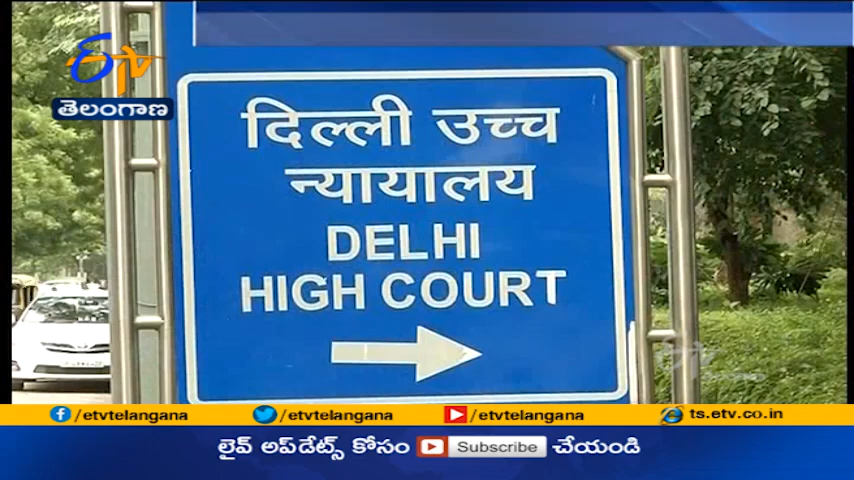 ETV
తెలంగాణ
दिल्ली उच्च
न्यायालय
DELHI
HIGH COURT
/etvtelangana
/etvtelangana
/etvtelangana
ts.etv.co.in
లైవ్ అప్‌డేట్స్ కోసం Subscribe చేయండి